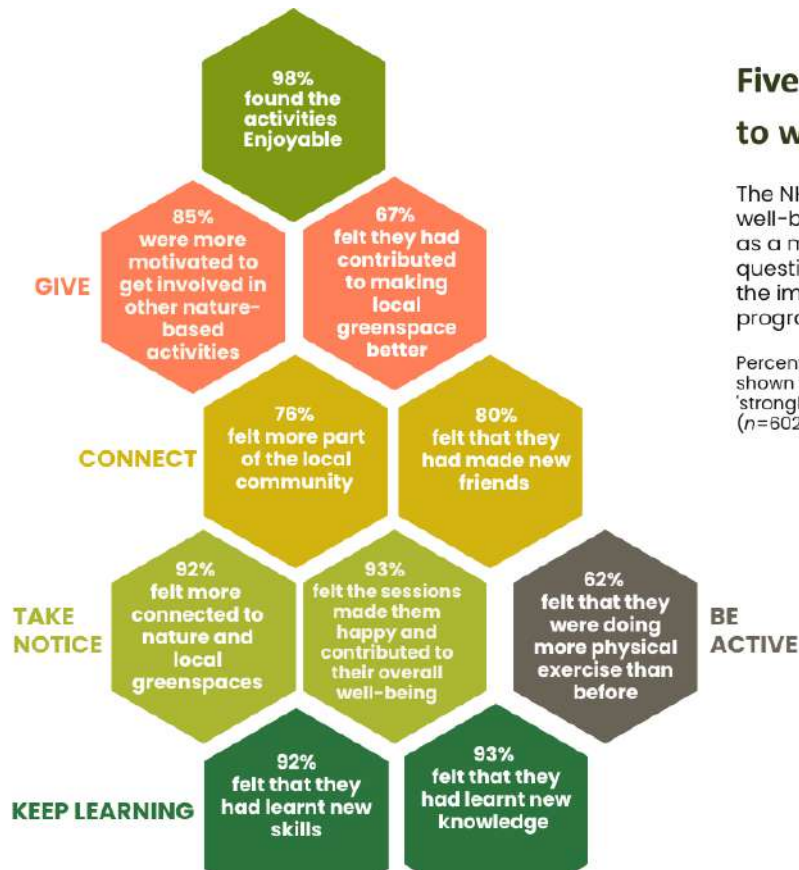 98%
found the
activities
Enjoyable
GIVE
85%
were more
motivated to
get involved in
other nature-
based
activities
67%
felt they had
contributed
to making
local
greenspace
better
CONNECT
76%
felt more part
of the local
community
80%
felt that they
had made new
friends
TAKE
NOTICE
92%
felt more
connected to
nature and
local
greenspaces
93%
felt the sessions
made them
happy and
contributed to
their overall
well-being
62%
felt that they
were doing
more physical
exercise than
before
BE
ACTIVE
KEEP LEARNING
92%
felt that they
had learnt new
skills
93%
felt that they
had learnt new
knowledge
Five
to w
The
well-b
as a m
questi
the im
progra
Percen
shown
'strongl
(n=602